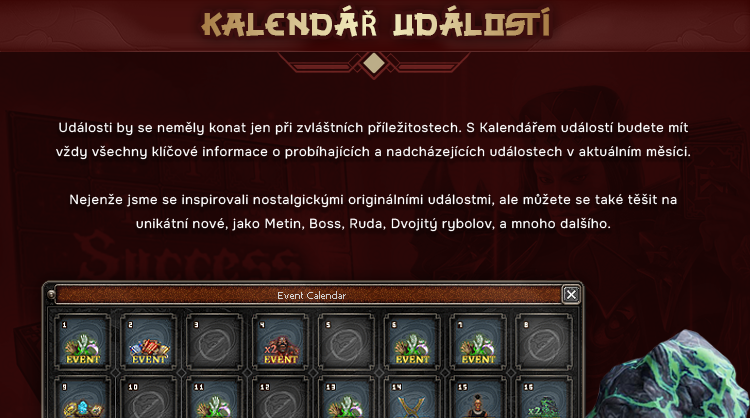 KALENDÁŘ UDÁLOSTÍ
Události by se neměly konat jen při zvláštních příležitostech. S Kalendářem událostí budete mít
vždy všechny klíčové informace o probíhajících a nadcházejících událostech v aktuálním měsíci.
Nejenže jsme se inspirovali nostalgickými originálními událostmi, ale můžete se také těšit na
unikátní nové, jako Metin, Boss, Ruda, Dvojitý rybolov, a mnoho dalšího.
Success
Event Calendar
1 2 3 4 5 6 7 8
EVENT EVENT x2 EVENT EVENT EVENT
9 10 11 12 13 14 15 16
x2